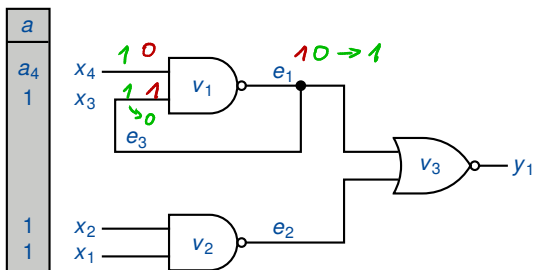 a
1 0 1 0 → 1
a4 x4 v1 e1
1 x3 1 1
→ 0
e3
v3 y1
1 x2
v2 e2
1 x1